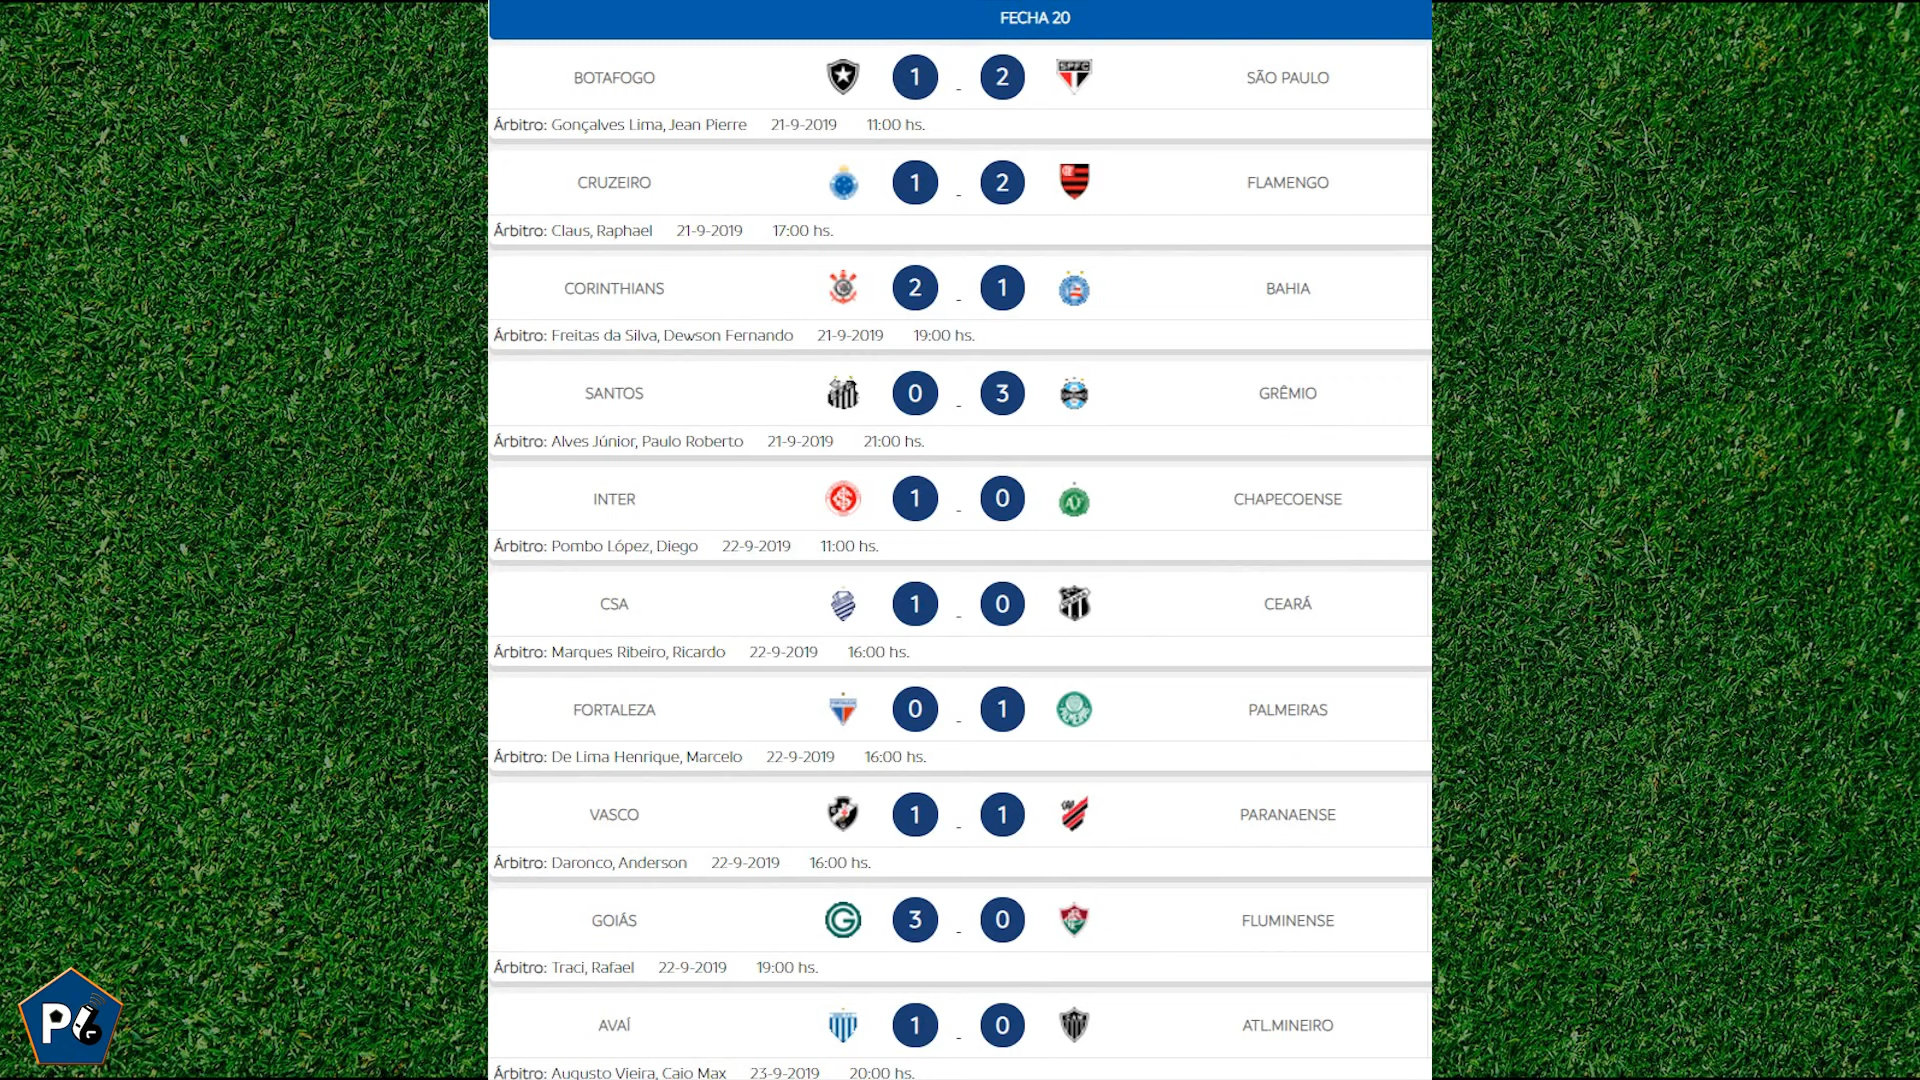 FECHA 20
BOTAFOGO 1 - 2 SÃO PAULO
Árbitro: Gonçalves Lima, Jean Pierre 21-9-2019 11:00 hs.
CRUZEIRO 1 - 2 FLAMENGO
Árbitro: Claus, Raphael 21-9-2019 17:00 hs.
CORINTHIANS 2 - 1 BAHIA
Árbitro: Freitas da Silva, Dewson Fernando 21-9-2019 19:00 hs.
SANTOS 0 - 3 GRÊMIO
Árbitro: Alves Júnior, Paulo Roberto 21-9-2019 21:00 hs.
INTER 1 - 0 CHAPECOENSE
Árbitro: Pombo López, Diego 22-9-2019 11:00 hs.
CSA 1 - 0 CEARÁ
Árbitro: Marques Ribeiro, Ricardo 22-9-2019 16:00 hs.
FORTALEZA 0 - 1 PALMEIRAS
Árbitro: De Lima Henrique, Marcelo 22-9-2019 16:00 hs.
VASCO 1 - 1 PARANAENSE
Árbitro: Daronco, Anderson 22-9-2019 16:00 hs.
GOIÁS 3 - 0 FLUMINENSE
Árbitro: Traci, Rafael 22-9-2019 19:00 hs.
AVAÍ 1 - 0 ATL.MINEIRO
Árbitro: Augusto Vieira, Caio Max 23-9-2019 20:00 hs.
P6